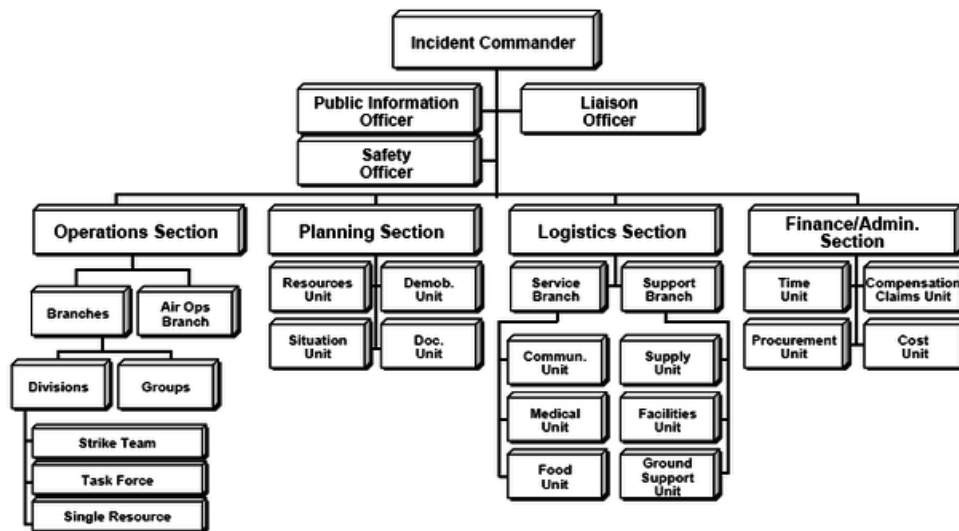 Incident Commander
Public Information
Officer
Liaison
Officer
Safety
Officer
Operations Section
Planning Section
Logistics Section
Finance/Admin.
Section
Branches
Air Ops
Branch
Divisions
Groups
Strike Team
Task Force
Single Resource
Resources
Unit
Demob.
Unit
Situation
Unit
Doc.
Unit
Service
Branch
Support
Branch
Commun.
Unit
Supply
Unit
Medical
Unit
Facilities
Unit
Food
Unit
Ground
Support
Unit
Time
Unit
Compensation
Claims Unit
Procurement
Unit
Cost
Unit